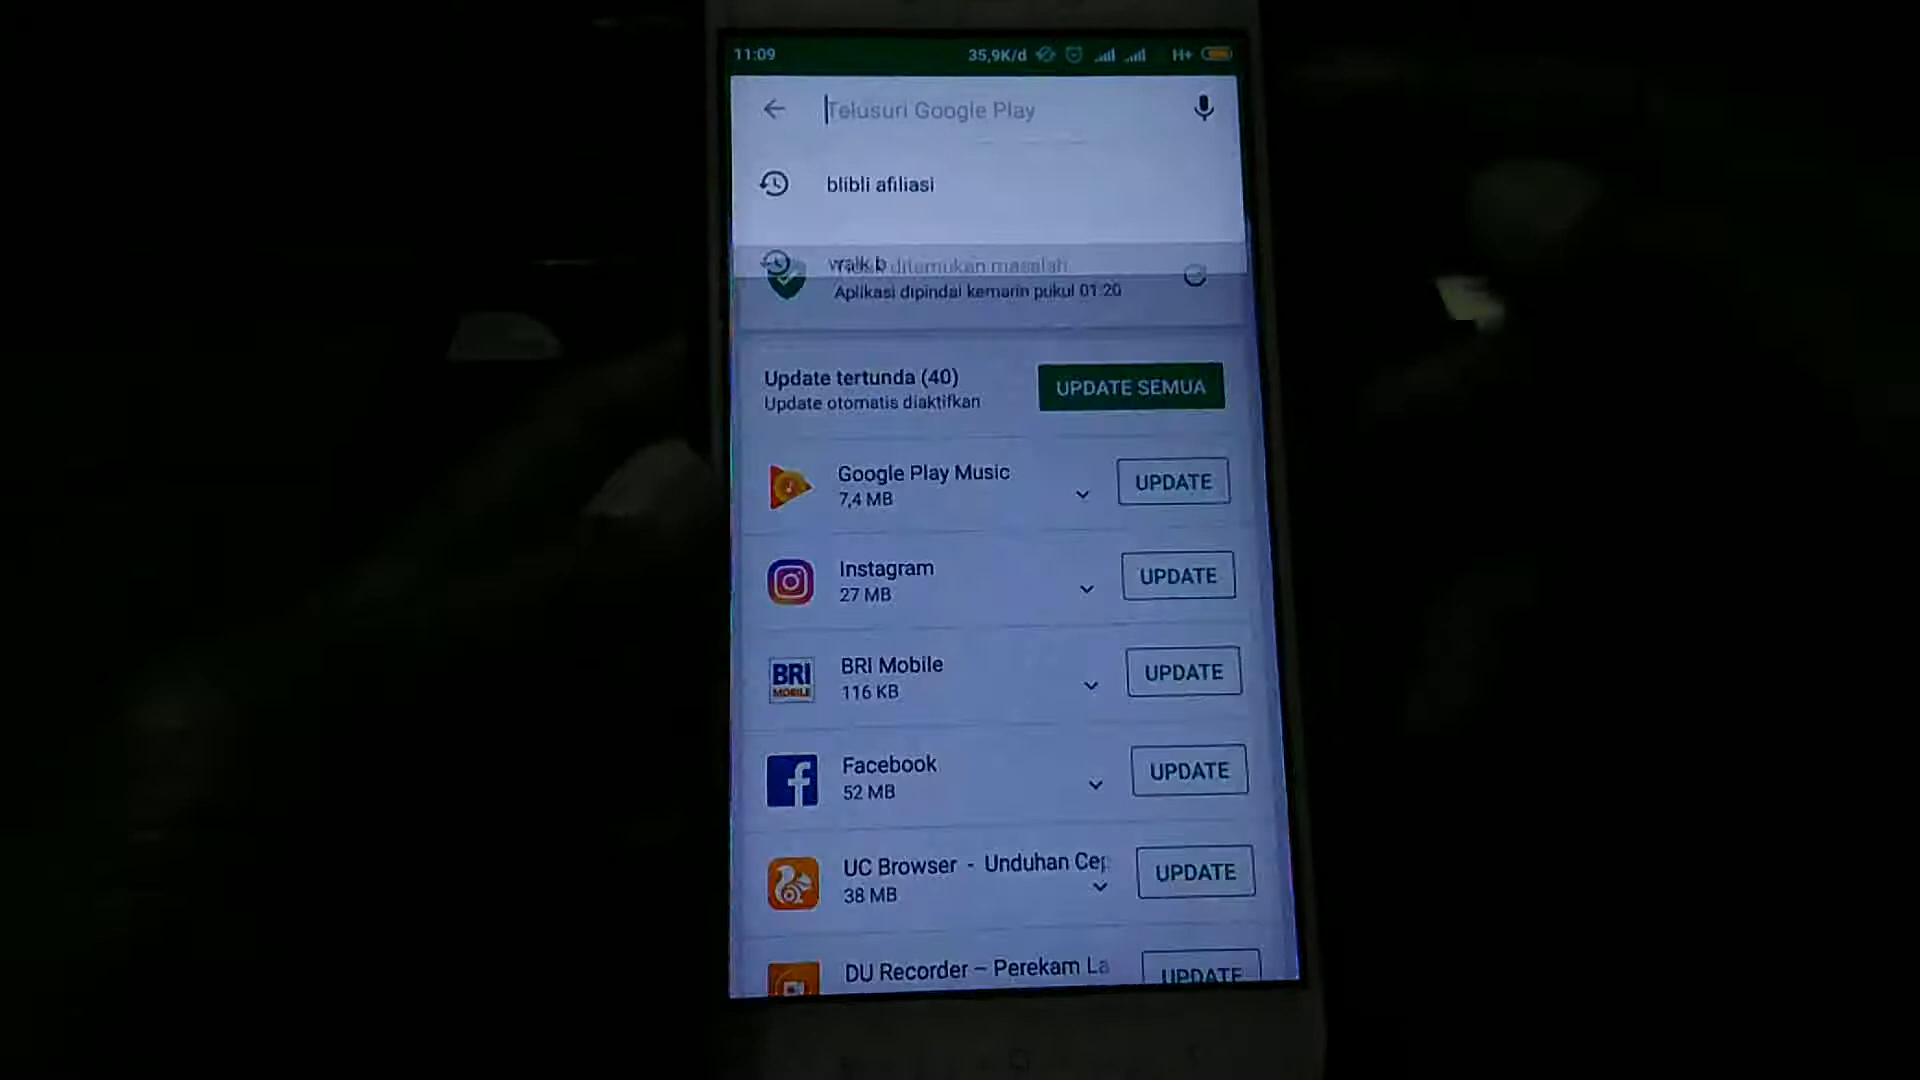 11:09 35,9K/d H+
Telusuri Google Play
blibli afiliasi
walk b
ditemukan masalah
Aplikasi dipindai kemarin pukul 01.20
Update tertunda (40)
UPDATE SEMUA
Update otomatis diaktifkan
Google Play Music
7,4 MB
UPDATE
Instagram
27 MB
UPDATE
BRI
MOBILE
BRI Mobile
116 KB
UPDATE
Facebook
52 MB
UPDATE
UC Browser - Unduhan Cep
38 MB
UPDATE
DU Recorder – Perekam La
UPDATE